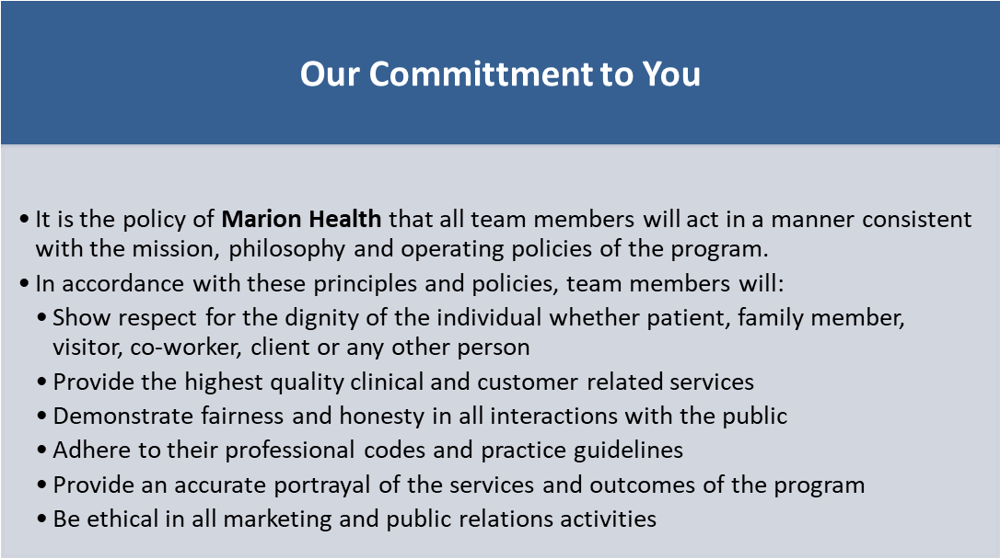 Our Committment to You
• It is the policy of Marion Health that all team members will act in a manner consistent
with the mission, philosophy and operating policies of the program.
• In accordance with these principles and policies, team members will:
• Show respect for the dignity of the individual whether patient, family member,
visitor, co-worker, client or any other person
• Provide the highest quality clinical and customer related services
• Demonstrate fairness and honesty in all interactions with the public
• Adhere to their professional codes and practice guidelines
• Provide an accurate portrayal of the services and outcomes of the program
• Be ethical in all marketing and public relations activities